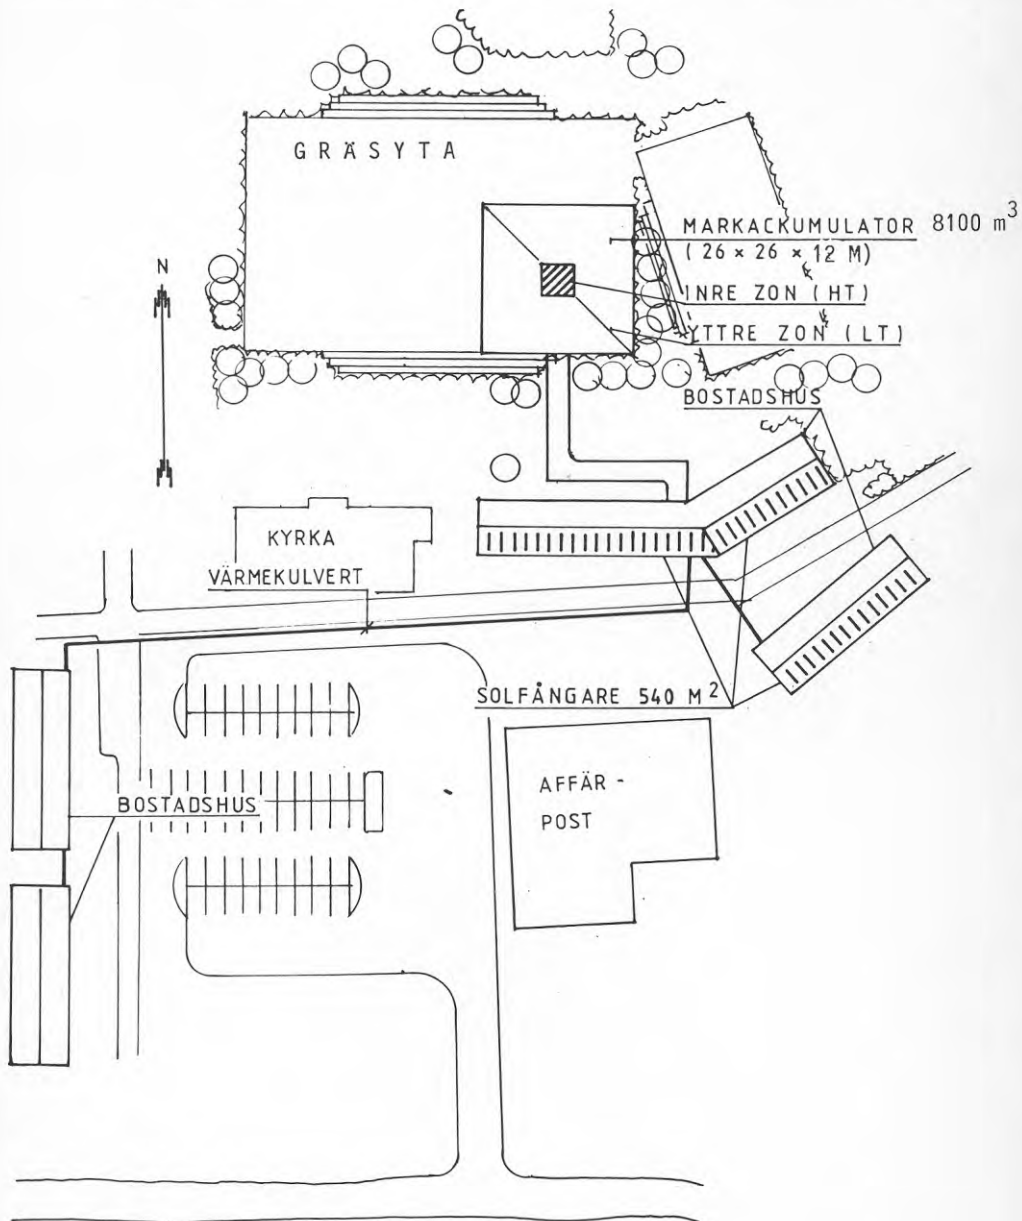 GRÄSYTA
MARKACKUMULATOR 8100 m³
(26 × 26 × 12 M)
N
INRE ZON (HT)
YTTRE ZON (LT)
BOSTADSHUS
KYRKA
VÄRMEKULVERT
SOLFÅNGARE 540 M²
AFFÄR-
POST
BOSTADSHUS